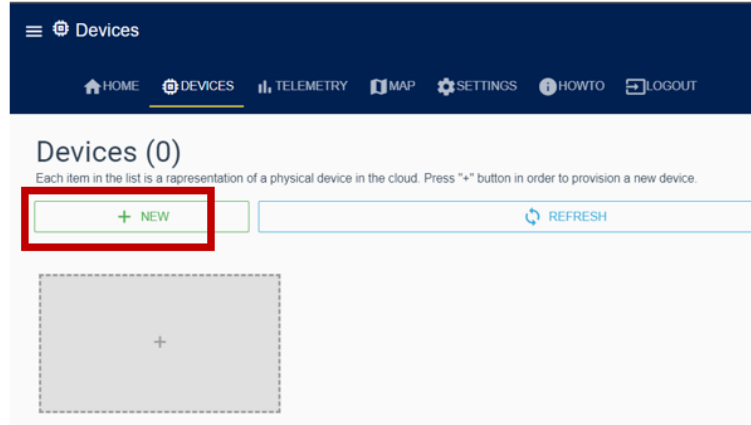 Devices
HOME DEVICES TELEMETRY MAP SETTINGS HOWTO LOGOUT
Devices (0)
Each item in the list is a rapresentation of a physical device in the cloud. Press "+" button in order to provision a new device.
+ NEW REFRESH
+